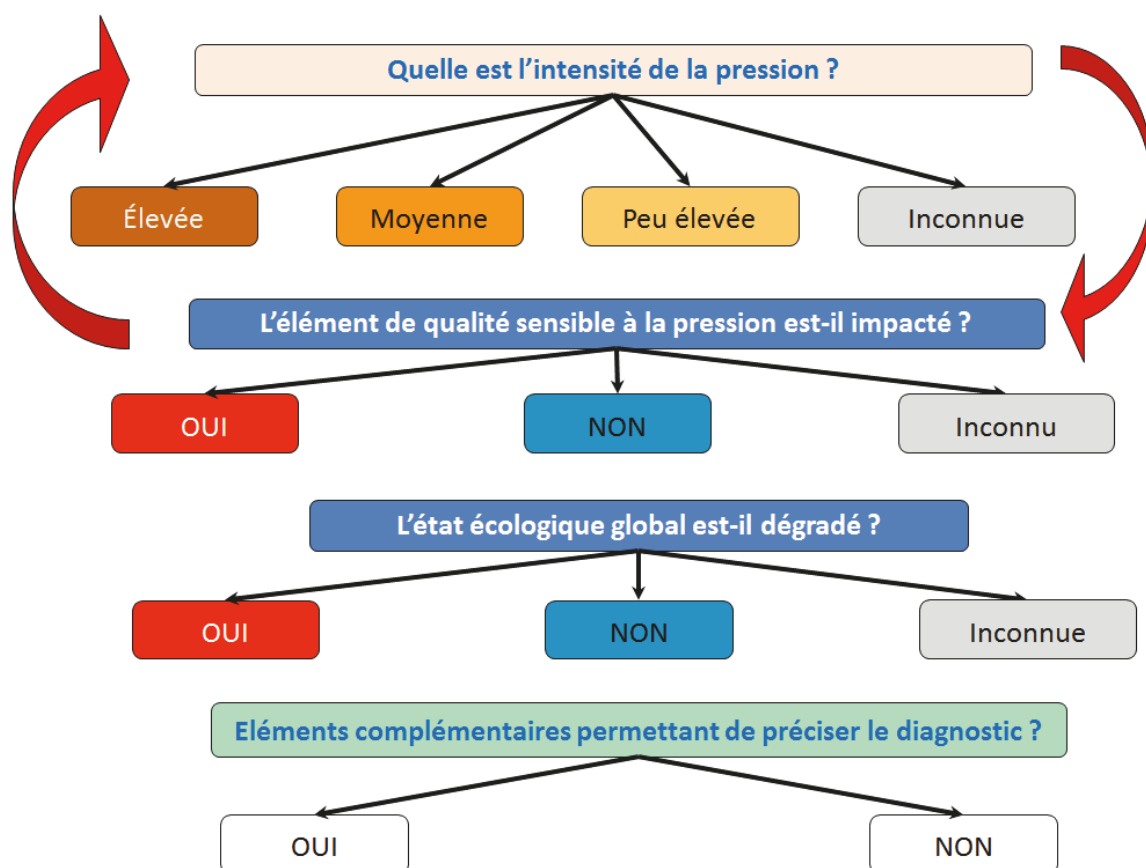 Quelle est l’intensité de la pression ?
Élevée
Moyenne
Peu élevée
Inconnue
L’élément de qualité sensible à la pression est-il impacté ?
OUI
NON
Inconnu
L’état écologique global est-il dégradé ?
OUI
NON
Inconnue
Eléments complémentaires permettant de préciser le diagnostic ?
OUI
NON